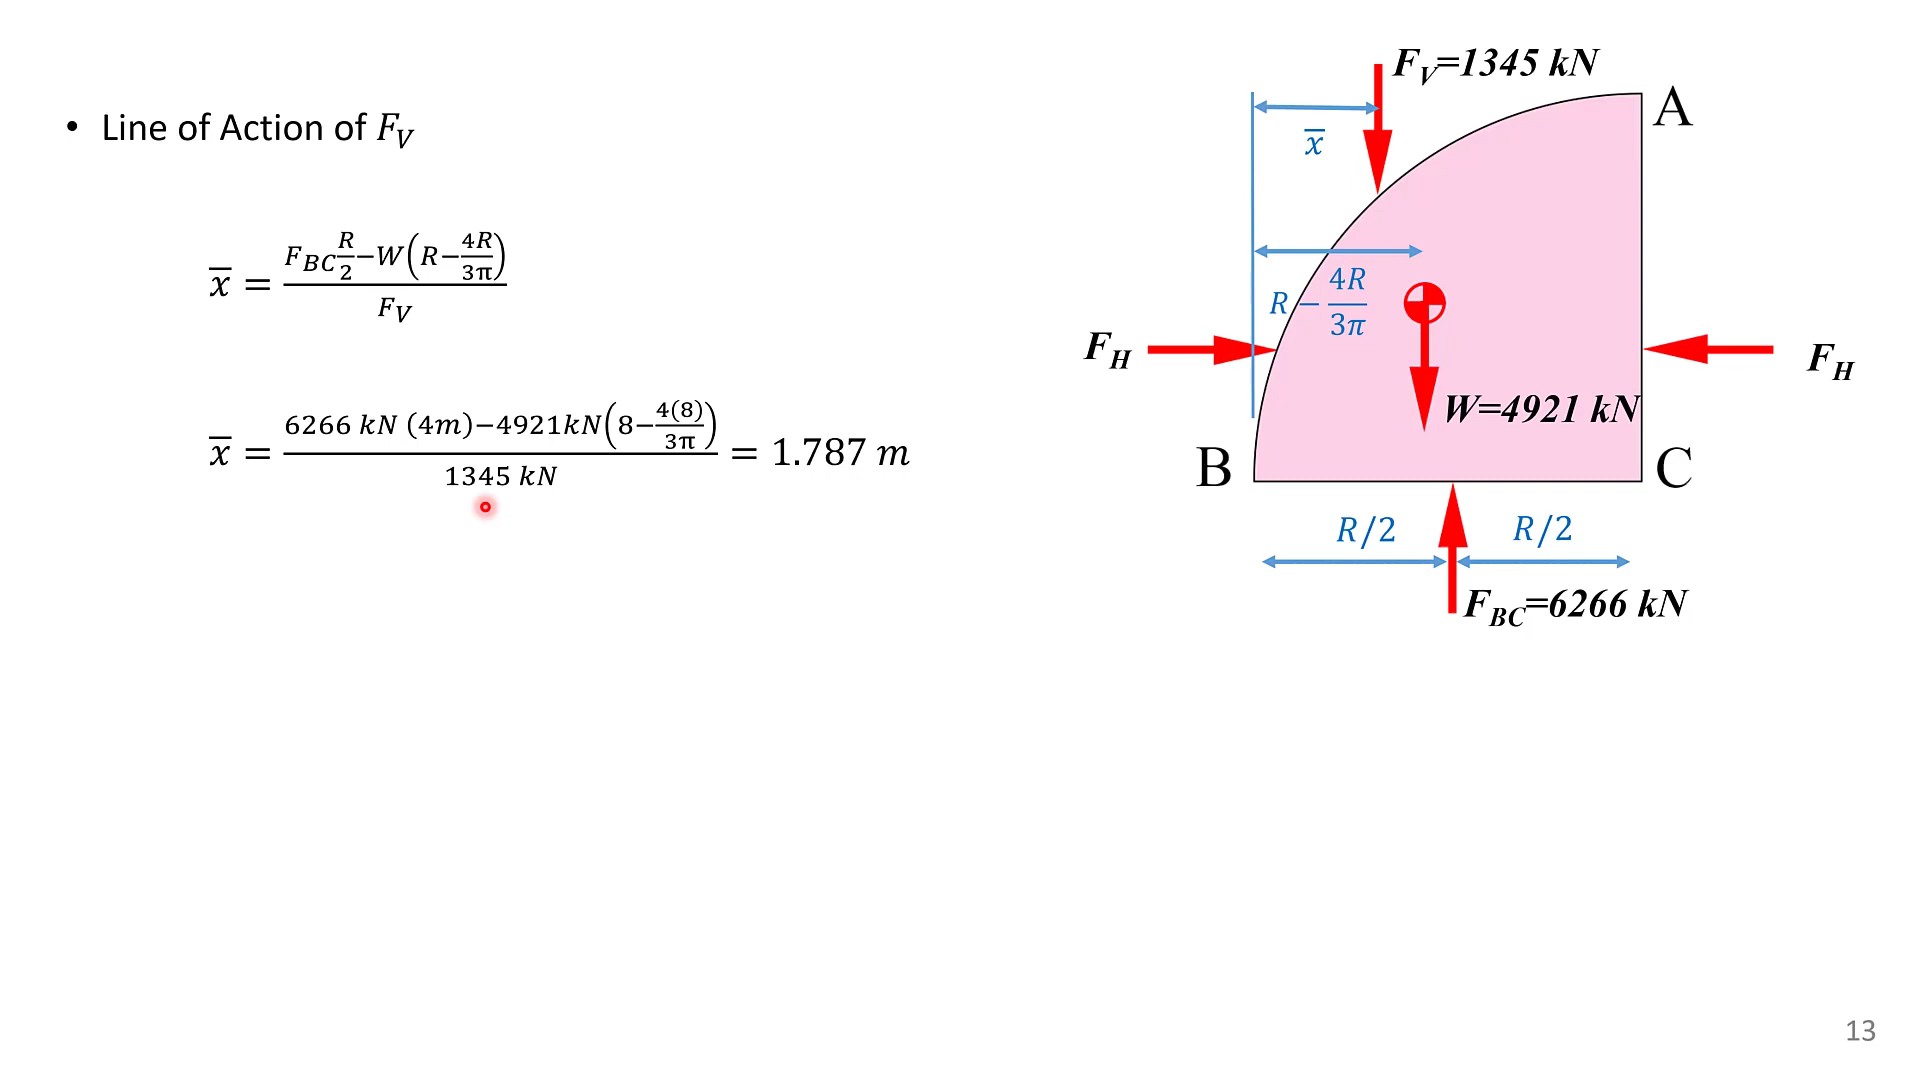 • Line of Action of F_V
x̅ = (F_BC R/2 − W(R − 4R/3π)) / F_V
x̅ = (6266 kN (4m) − 4921kN(8 − 4(8)/3π)) / 1345 kN = 1.787 m
F_V=1345 kN
A
x̅
R − 4R/3π
F_H
F_H
W=4921 kN
B
C
R/2
R/2
F_BC=6266 kN
13